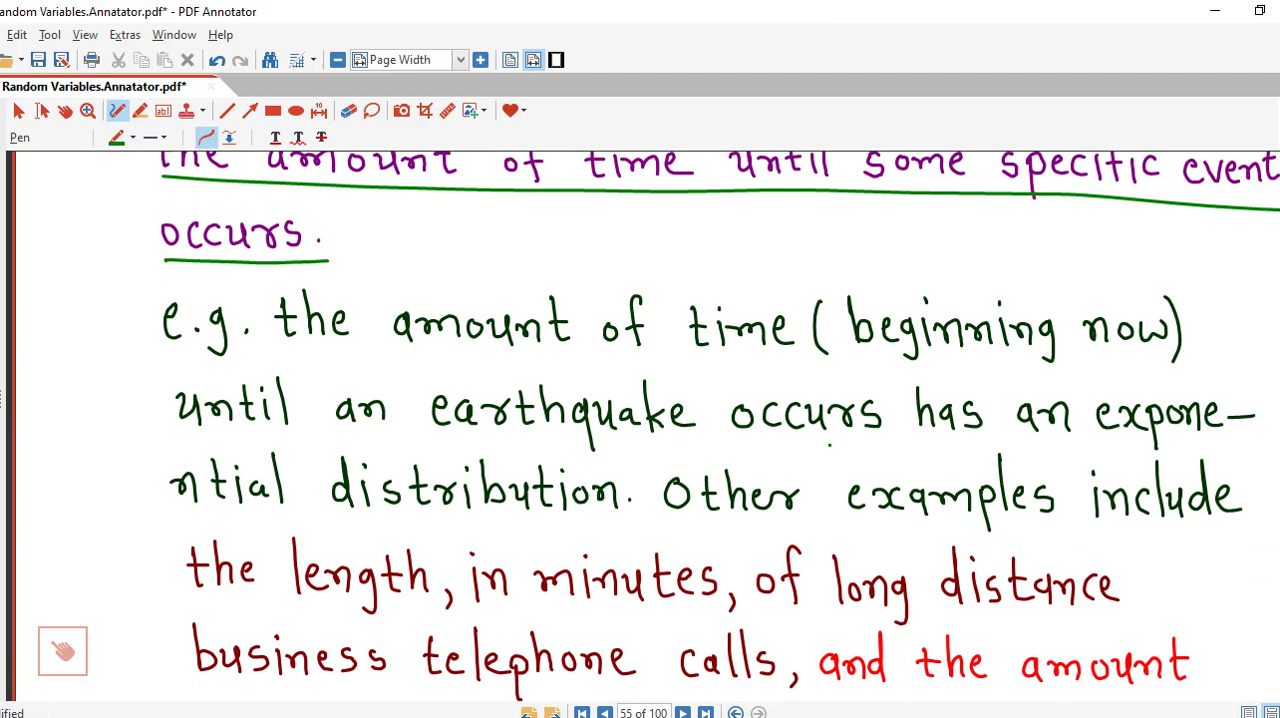 andom Variables.Annatator.pdf* - PDF Annotator
Edit Tool View Extras Window Help
Page Width
Random Variables.Annatator.pdf*
10
Pen
T T T
the amount of time until some specific event
occurs.
e.g. the amount of time (beginning now)
until an earthquake occurs has an expone-
ntial distribution. Other examples include
the length, in minutes, of long distance
business telephone calls, and the amount
ified
55 of 100